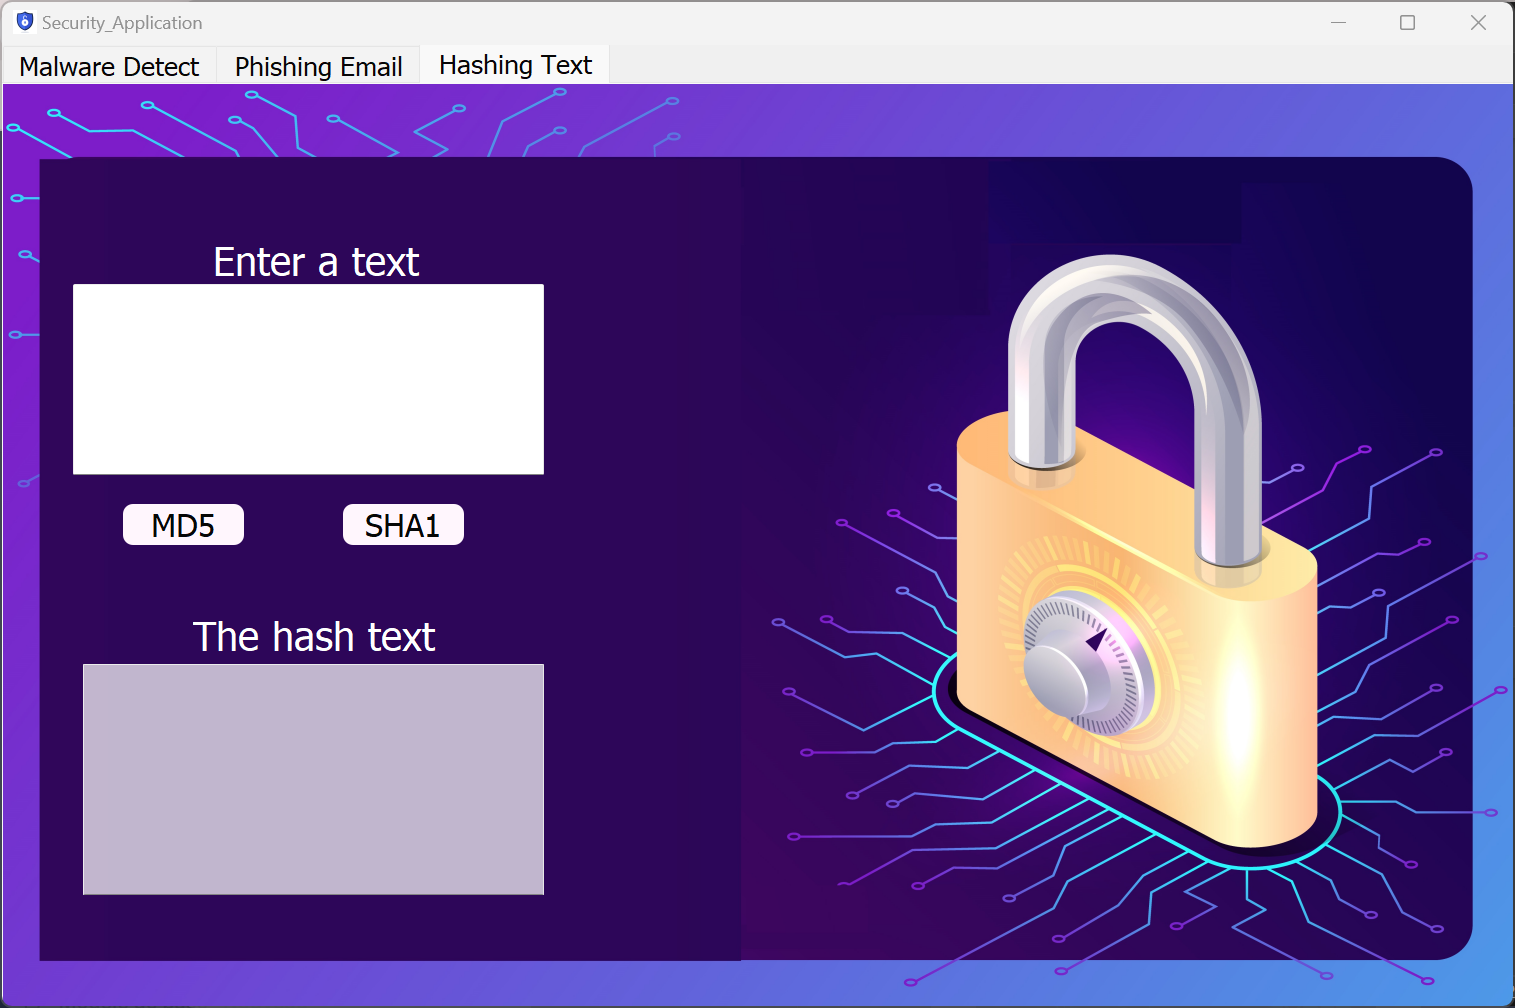 Security_Application
Malware Detect Phishing Email Hashing Text
Enter a text
MD5 SHA1
The hash text